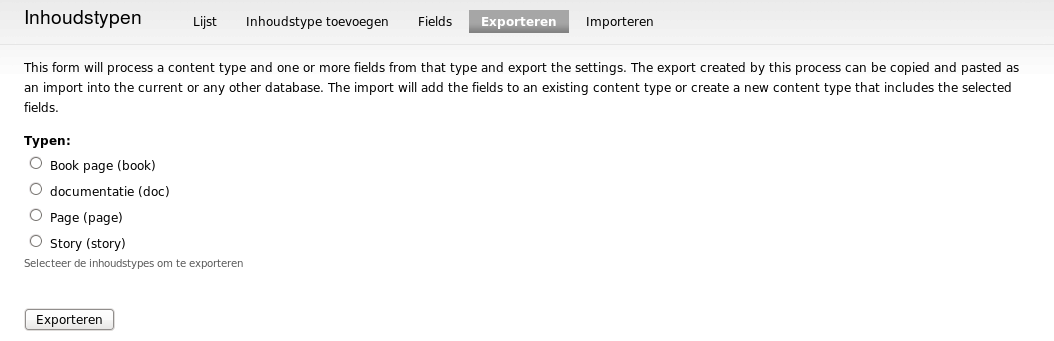 Inhoudstypen
Lijst Inhoudstype toevoegen Fields Exporteren Importeren
This form will process a content type and one or more fields from that type and export the settings. The export created by this process can be copied and pasted as
an import into the current or any other database. The import will add the fields to an existing content type or create a new content type that includes the selected
fields.
Typen:
Book page (book)
documentatie (doc)
Page (page)
Story (story)
Selecteer de inhoudstypes om te exporteren
Exporteren